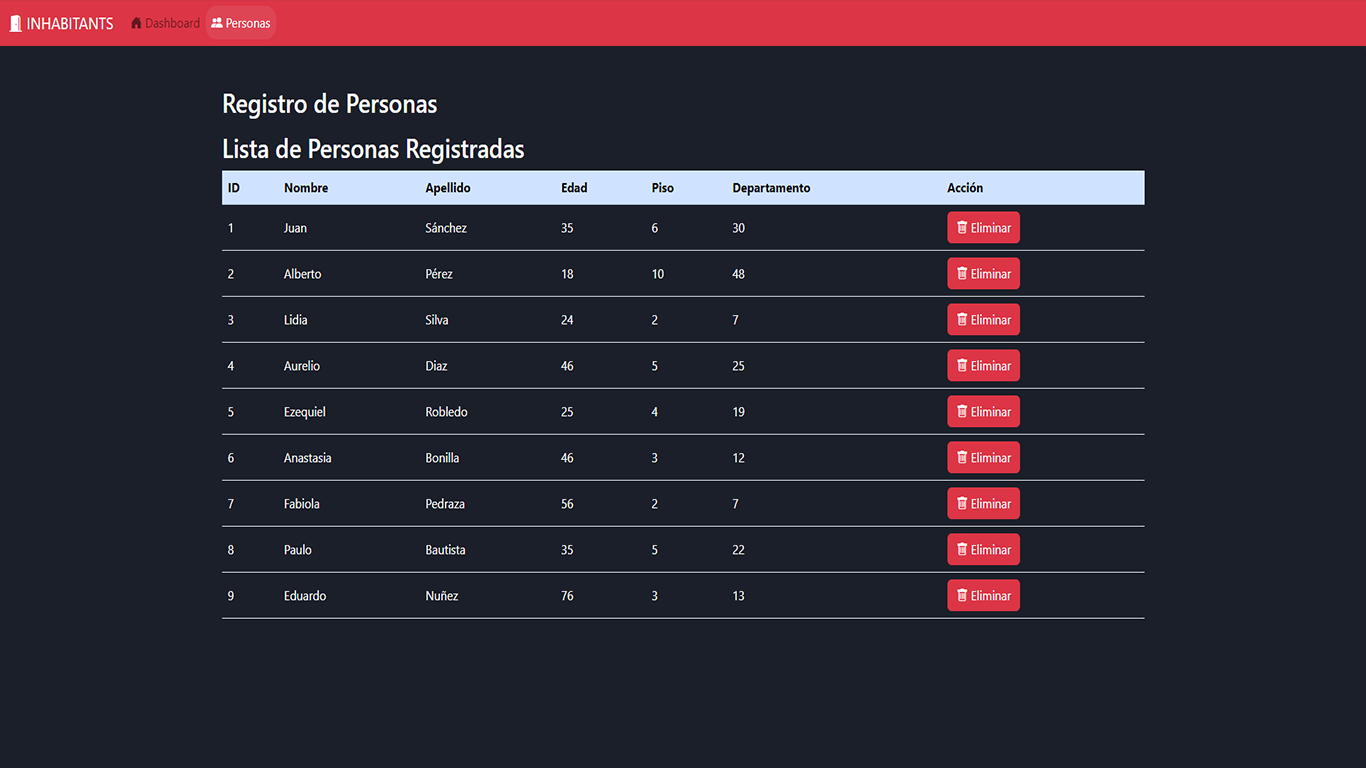 INHABITANTS Dashboard Personas
Registro de Personas
Lista de Personas Registradas
ID Nombre Apellido Edad Piso Departamento Acción
1 Juan Sánchez 35 6 30 Eliminar
2 Alberto Pérez 18 10 48 Eliminar
3 Lidia Silva 24 2 7 Eliminar
4 Aurelio Diaz 46 5 25 Eliminar
5 Ezequiel Robledo 25 4 19 Eliminar
6 Anastasia Bonilla 46 3 12 Eliminar
7 Fabiola Pedraza 56 2 7 Eliminar
8 Paulo Bautista 35 5 22 Eliminar
9 Eduardo Nuñez 76 3 13 Eliminar